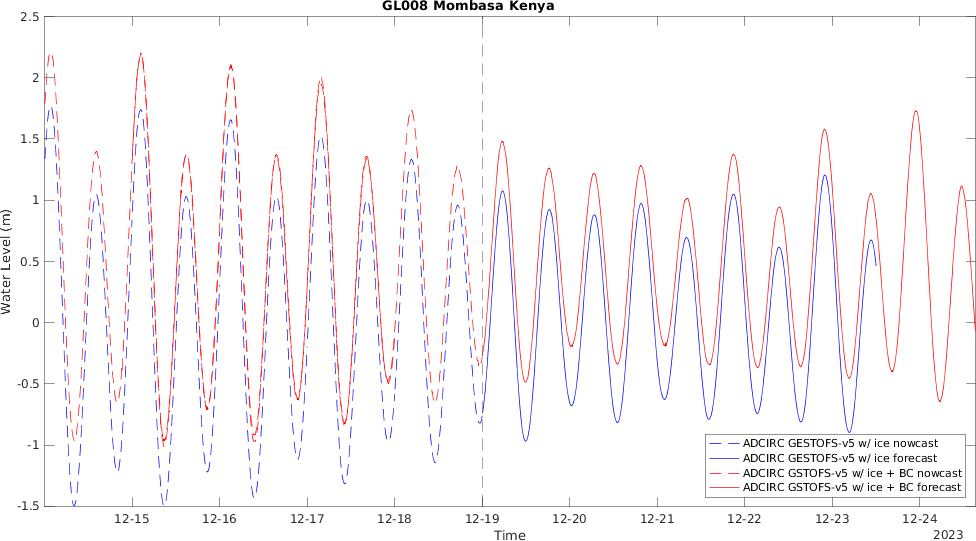 GL008 Mombasa Kenya
2.5
2
1.5
1
0.5
0
-0.5
-1
-1.5
Water Level (m)
12-15 12-16 12-17 12-18 12-19 12-20 12-21 12-22 12-23 12-24
Time
2023
ADCIRC GESTOFS-v5 w/ ice nowcast
ADCIRC GESTOFS-v5 w/ ice forecast
ADCIRC GSTOFS-v5 w/ ice + BC nowcast
ADCIRC GSTOFS-v5 w/ ice + BC forecast